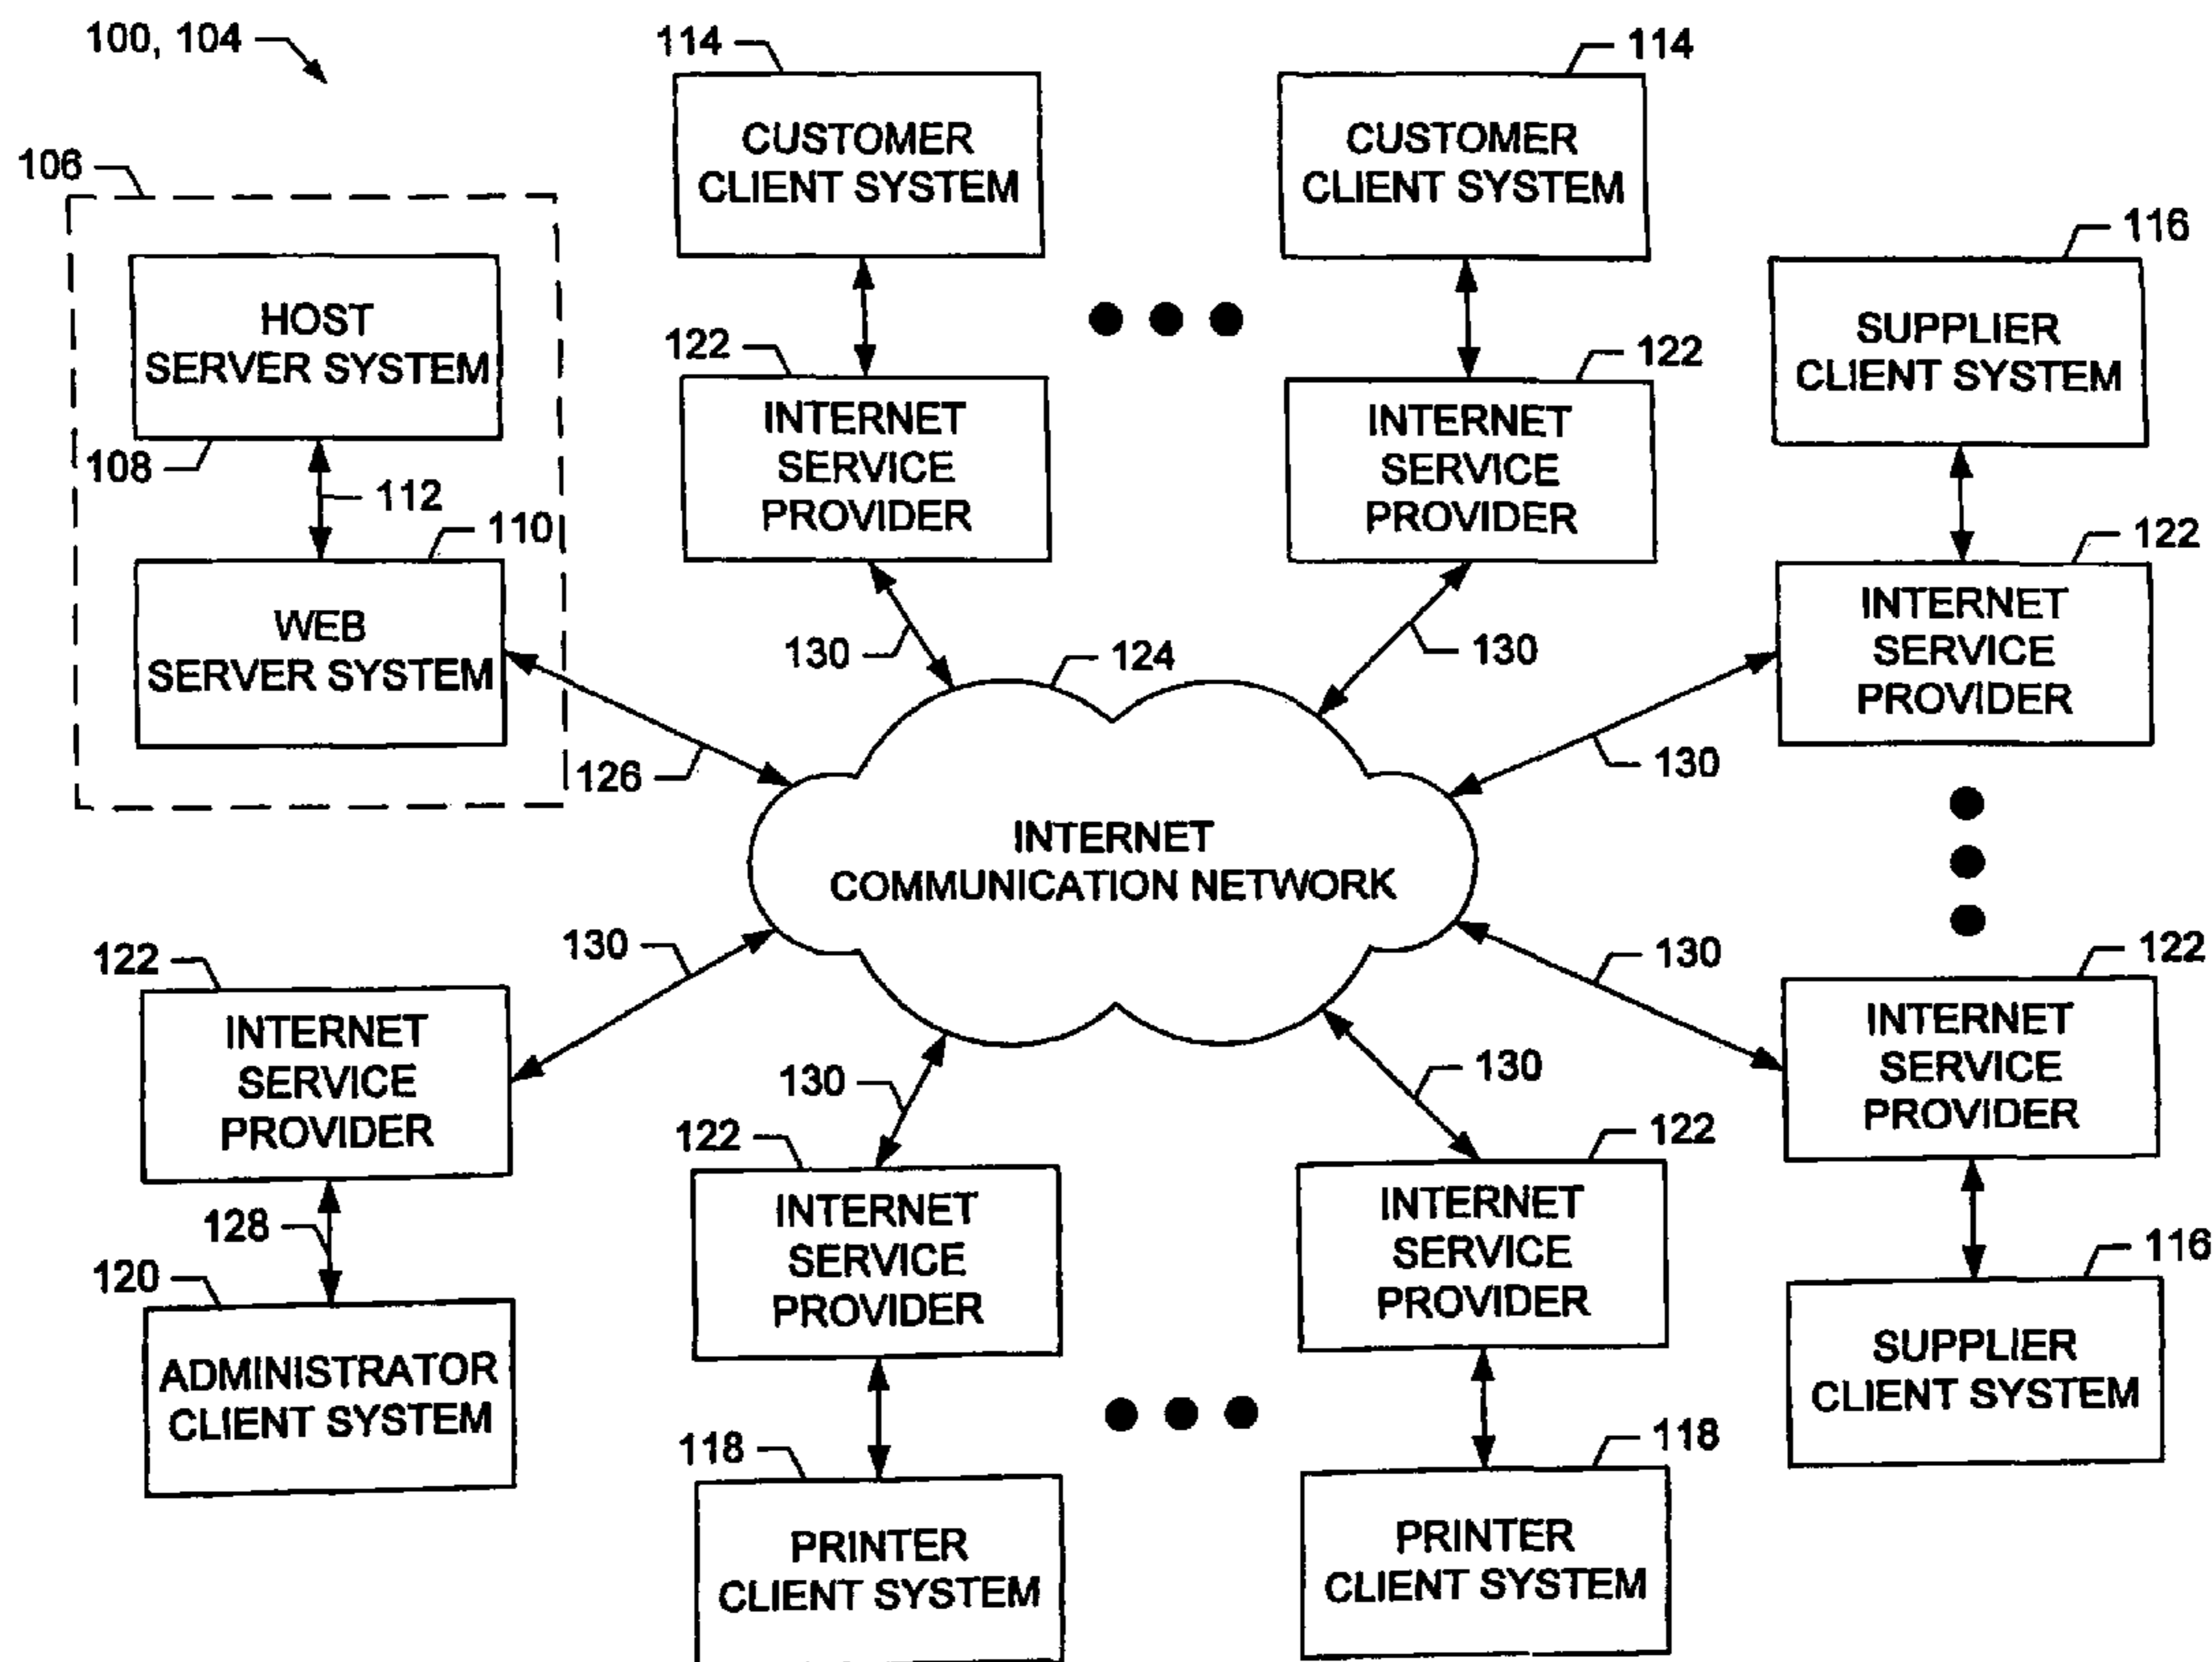 100, 104
114
114
CUSTOMER
CLIENT SYSTEM
CUSTOMER
CLIENT SYSTEM
106
116
HOST
SERVER SYSTEM
SUPPLIER
CLIENT SYSTEM
122
122
INTERNET
SERVICE
PROVIDER
INTERNET
SERVICE
PROVIDER
108
112
110
122
WEB
SERVER SYSTEM
INTERNET
SERVICE
PROVIDER
130
124
130
126
130
INTERNET
COMMUNICATION NETWORK
122
130
130
122
INTERNET
SERVICE
PROVIDER
INTERNET
SERVICE
PROVIDER
130
130
122
122
INTERNET
SERVICE
PROVIDER
INTERNET
SERVICE
PROVIDER
128
120
116
ADMINISTRATOR
CLIENT SYSTEM
SUPPLIER
CLIENT SYSTEM
118
118
PRINTER
CLIENT SYSTEM
PRINTER
CLIENT SYSTEM